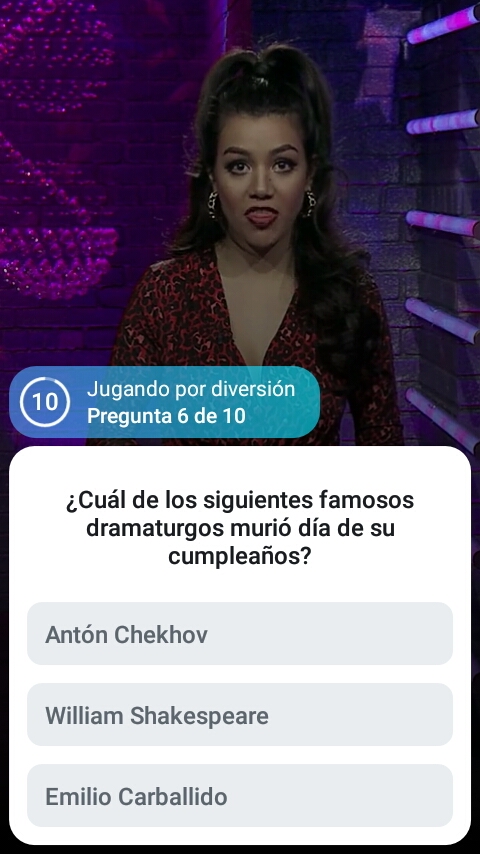 10
Jugando por diversión
Pregunta 6 de 10
¿Cuál de los siguientes famosos
dramaturgos murió día de su
cumpleaños?
Antón Chekhov
William Shakespeare
Emilio Carballido